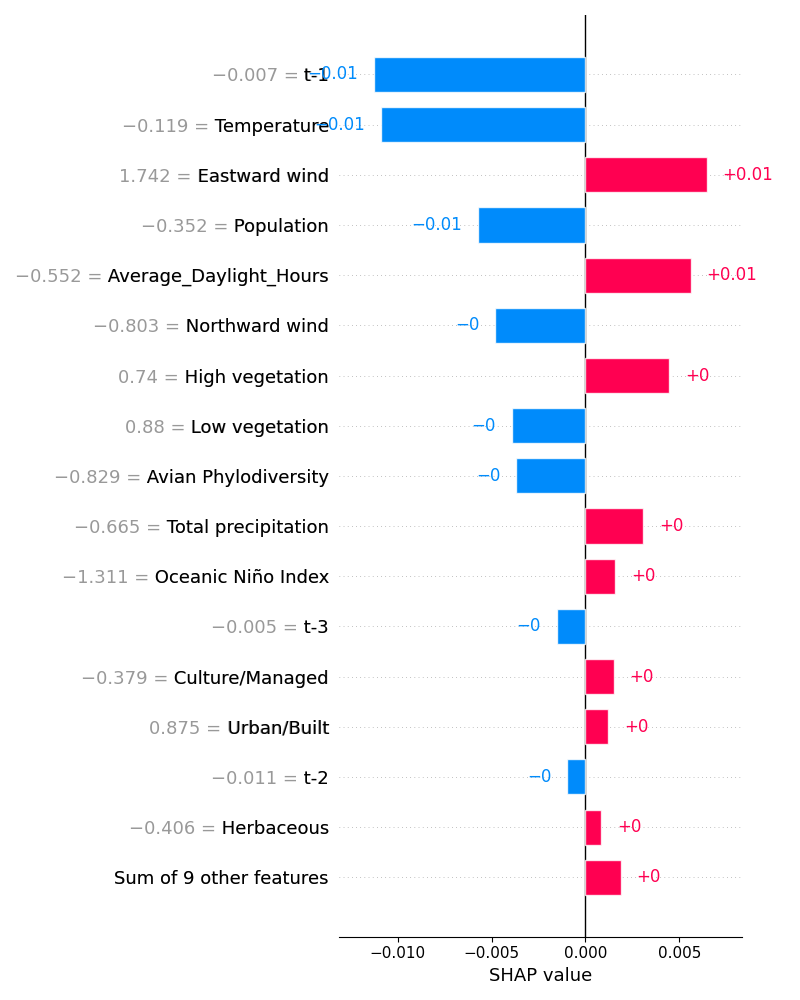 −0.007 = t-1 −0.01
−0.119 = Temperature −0.01
1.742 = Eastward wind +0.01
−0.352 = Population −0.01
−0.552 = Average_Daylight_Hours +0.01
−0.803 = Northward wind −0
0.74 = High vegetation +0
0.88 = Low vegetation −0
−0.829 = Avian Phylodiversity −0
−0.665 = Total precipitation +0
−1.311 = Oceanic Niño Index +0
−0.005 = t-3 −0
−0.379 = Culture/Managed +0
0.875 = Urban/Built +0
−0.011 = t-2 −0
−0.406 = Herbaceous +0
Sum of 9 other features +0
−0.010 −0.005 0.000 0.005
SHAP value